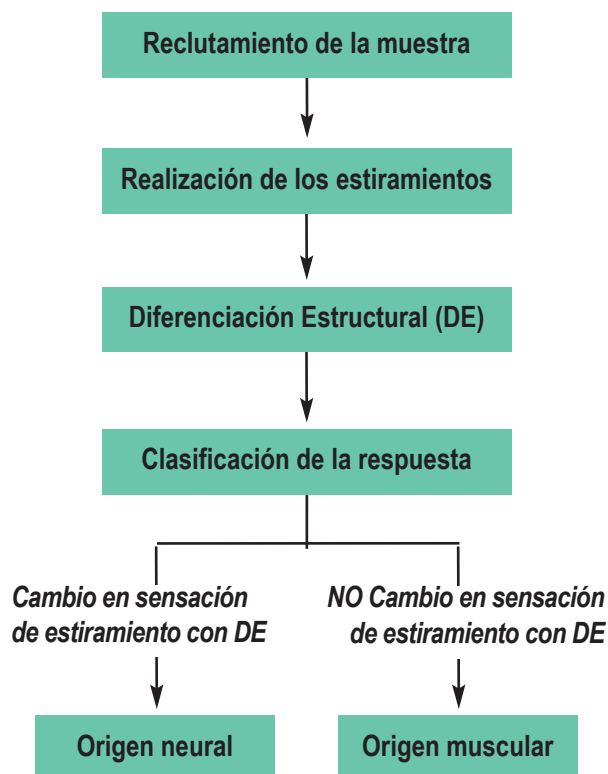 Reclutamiento de la muestra
Realización de los estiramientos
Diferenciación Estructural (DE)
Clasificación de la respuesta
Cambio en sensación
de estiramiento con DE
NO Cambio en sensación
de estiramiento con DE
Origen neural
Origen muscular